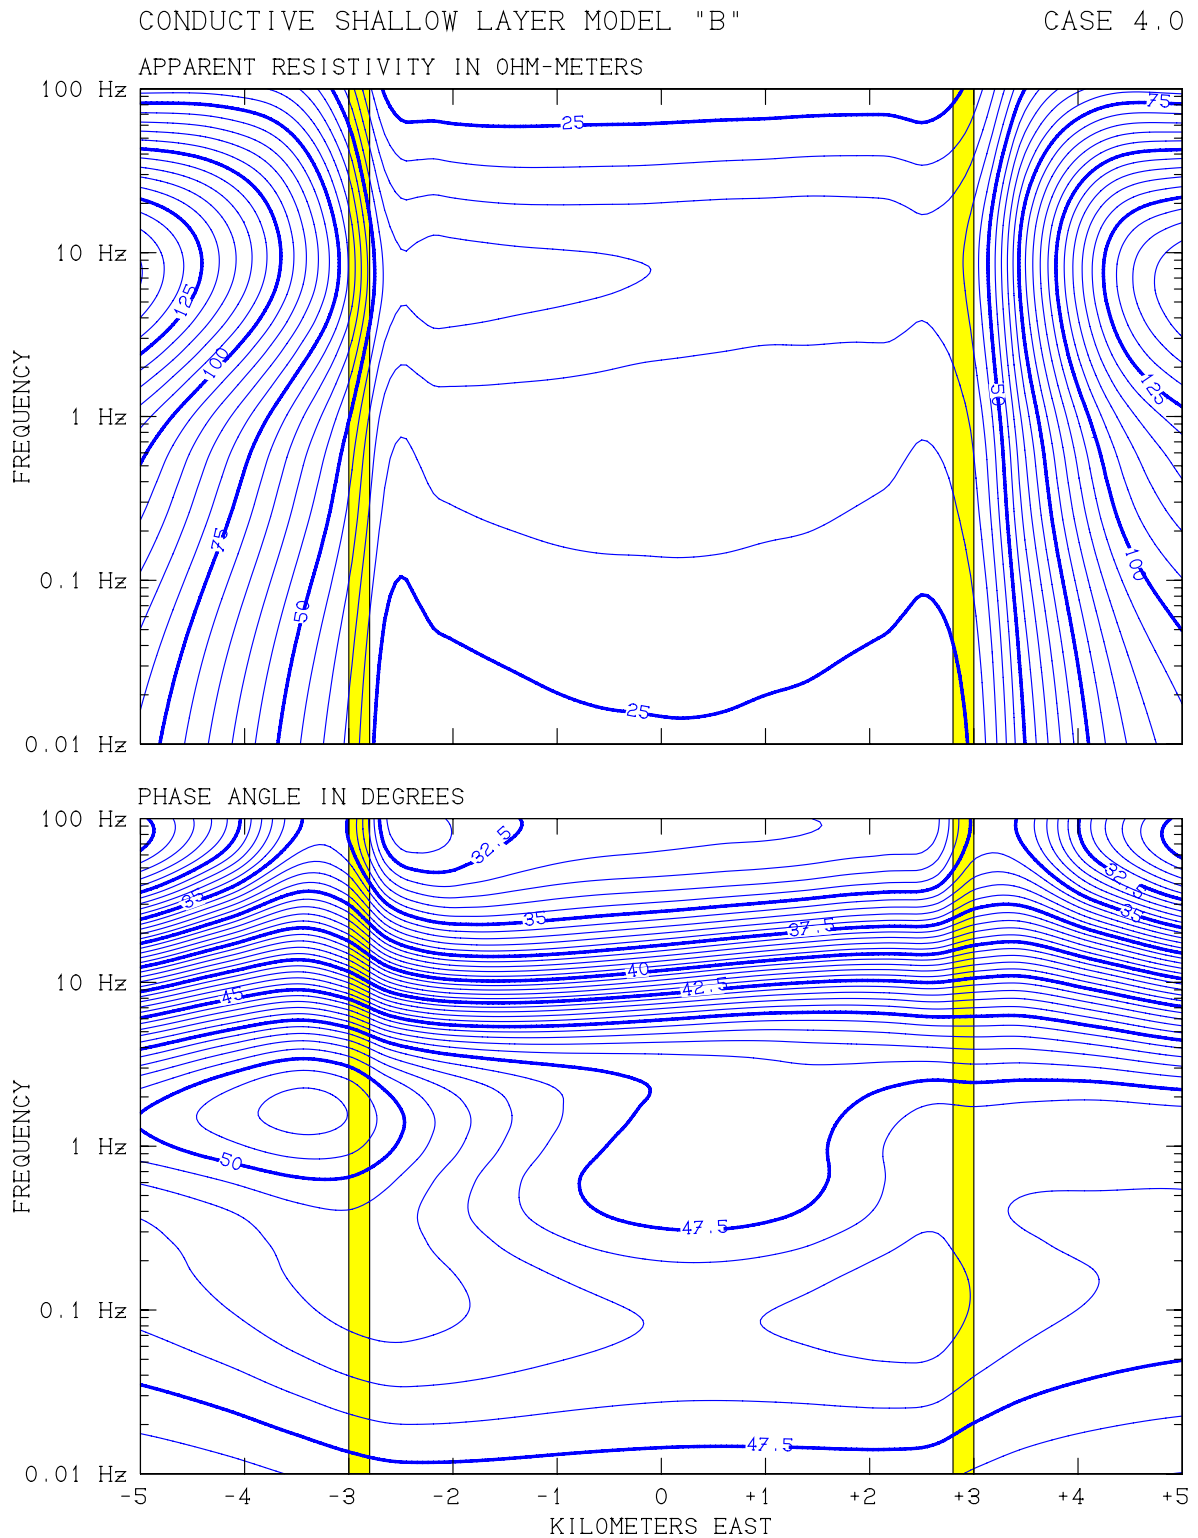 CONDUCTIVE SHALLOW LAYER MODEL "B" CASE 4.0
APPARENT RESISTIVITY IN OHM-METERS
100 Hz
10 Hz
1 Hz
0.1 Hz
0.01 Hz
FREQUENCY
25
75
125
100
75
50
50
125
100
25
PHASE ANGLE IN DEGREES
100 Hz
10 Hz
1 Hz
0.1 Hz
0.01 Hz
FREQUENCY
32.5
35
35
37.5
32.5
35
40
42.5
45
50
47.5
47.5
-5 -4 -3 -2 -1 0 +1 +2 +3 +4 +5
KILOMETERS EAST